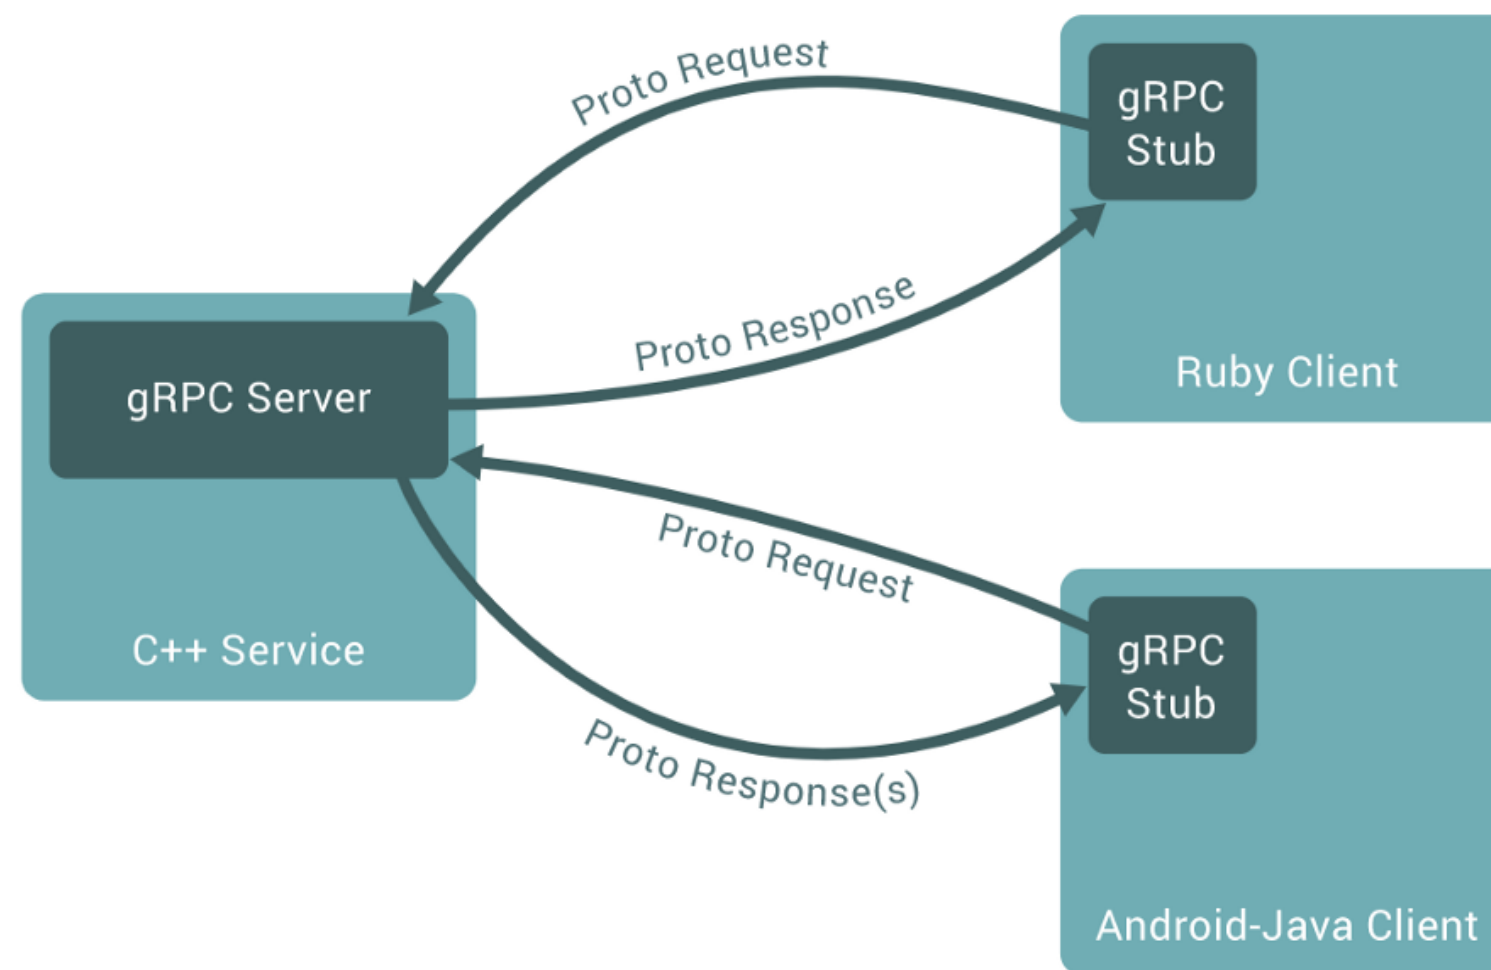 Proto Request
gRPC
Stub
Proto Response
Ruby Client
gRPC Server
C++ Service
Proto Request
gRPC
Stub
Proto Response(s)
Android-Java Client